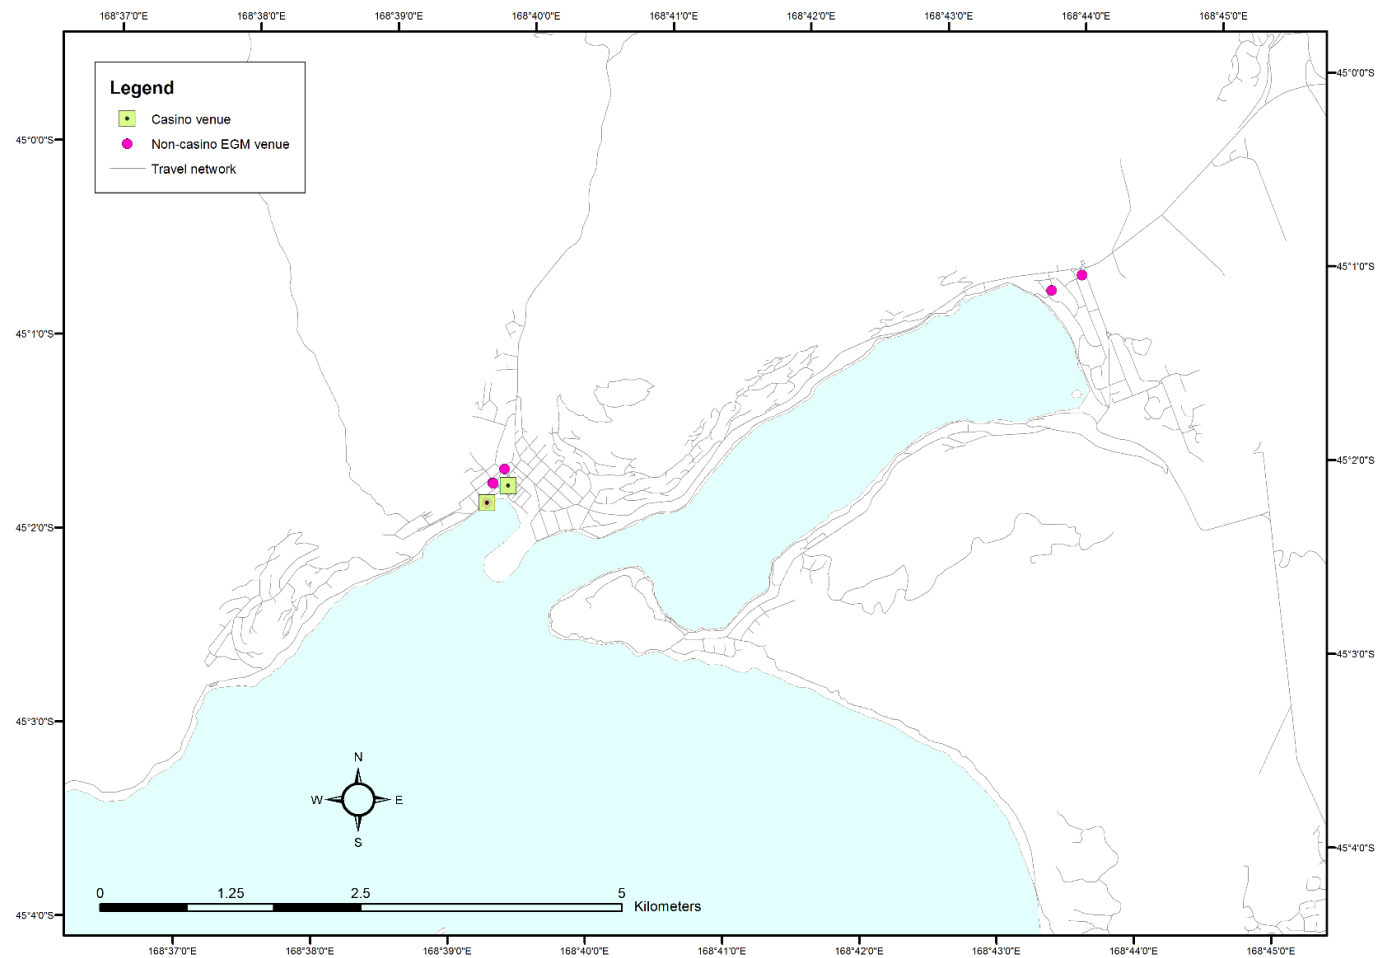 168°37'0"E 168°38'0"E 168°39'0"E 168°40'0"E 168°41'0"E 168°42'0"E 168°43'0"E 168°44'0"E 168°45'0"E
45°0'0"S
Legend
Casino venue
Non-casino EGM venue
Travel network
45°0'0"S
45°1'0"S
45°1'0"S
45°2'0"S
45°2'0"S
45°3'0"S
45°3'0"S
N
W E
S
45°4'0"S
0 1.25 2.5 5
Kilometers
45°4'0"S
168°37'0"E 168°38'0"E 168°39'0"E 168°40'0"E 168°41'0"E 168°42'0"E 168°43'0"E 168°44'0"E 168°45'0"E